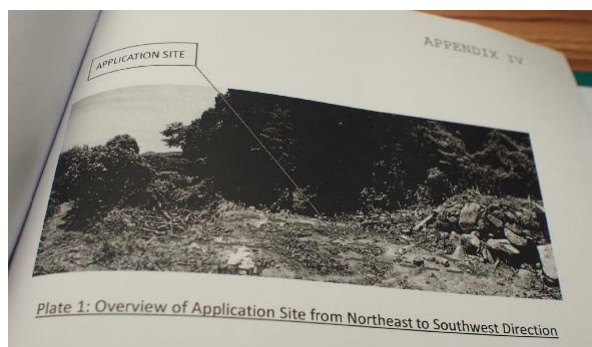 APPENDIX IV
APPLICATION SITE
Plate 1: Overview of Application Site from Northeast to Southwest Direction